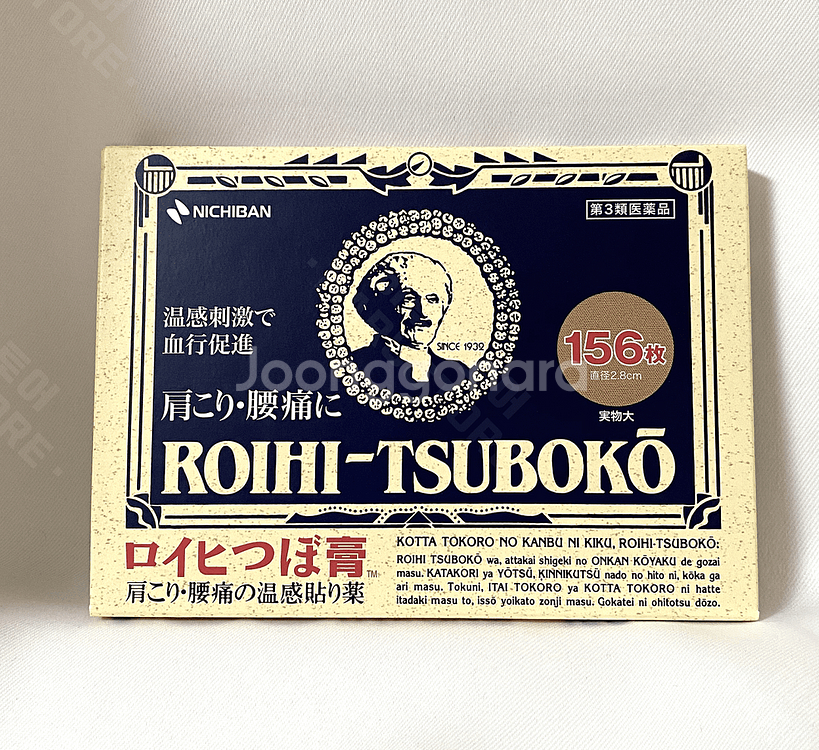 NICHIBAN
第3類医薬品
温感刺激で
血行促進
SINCE 1932
156枚
直径2.8cm
実物大
肩こり・腰痛に
Joonggonara
ROIHI-TSUBOKŌ
ロイヒつぼ膏™
肩こり・腰痛の温感貼り薬
KOTTA TOKORO NO KANBU NI KIKU, ROIHI-TSUBOKŌ:
ROIHI TSUBOKŌ wa, attakai shigeki no ONKAN KŌYAKU de gozai
masu. KATAKORI ya YŌTSŪ, KINNIKUTSŪ nado no hito ni, kōka ga
ari masu. Tokuni, ITAI TOKORO ya KOTTA TOKORO ni hatte
itadaki masu to, issō yoikato zonji masu. Gokatei ni ohitotsu dōzo.